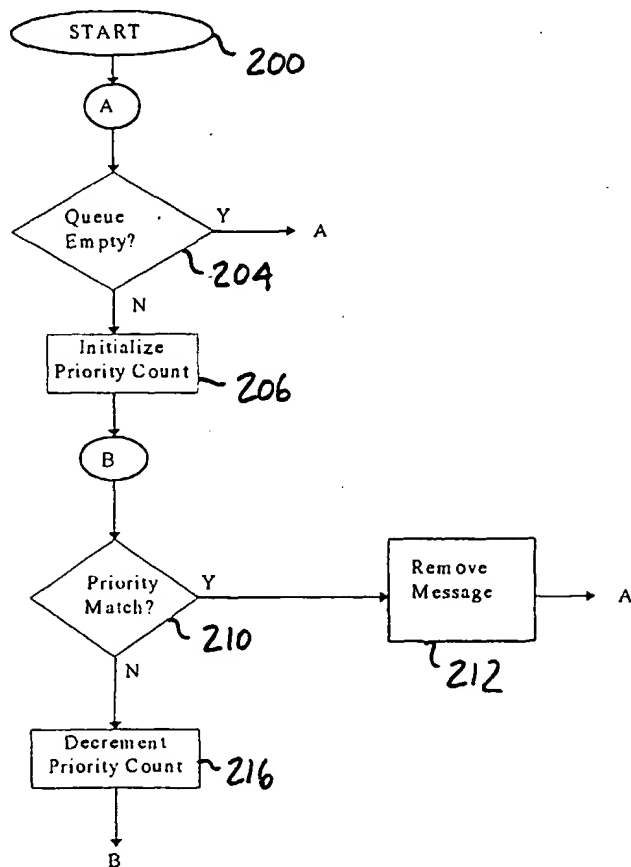 START
200
A
Queue
Empty?
Y
A
204
N
Initialize
Priority Count
206
B
Priority
Match?
Y
210
Remove
Message
A
212
N
Decrement
Priority Count
216
B